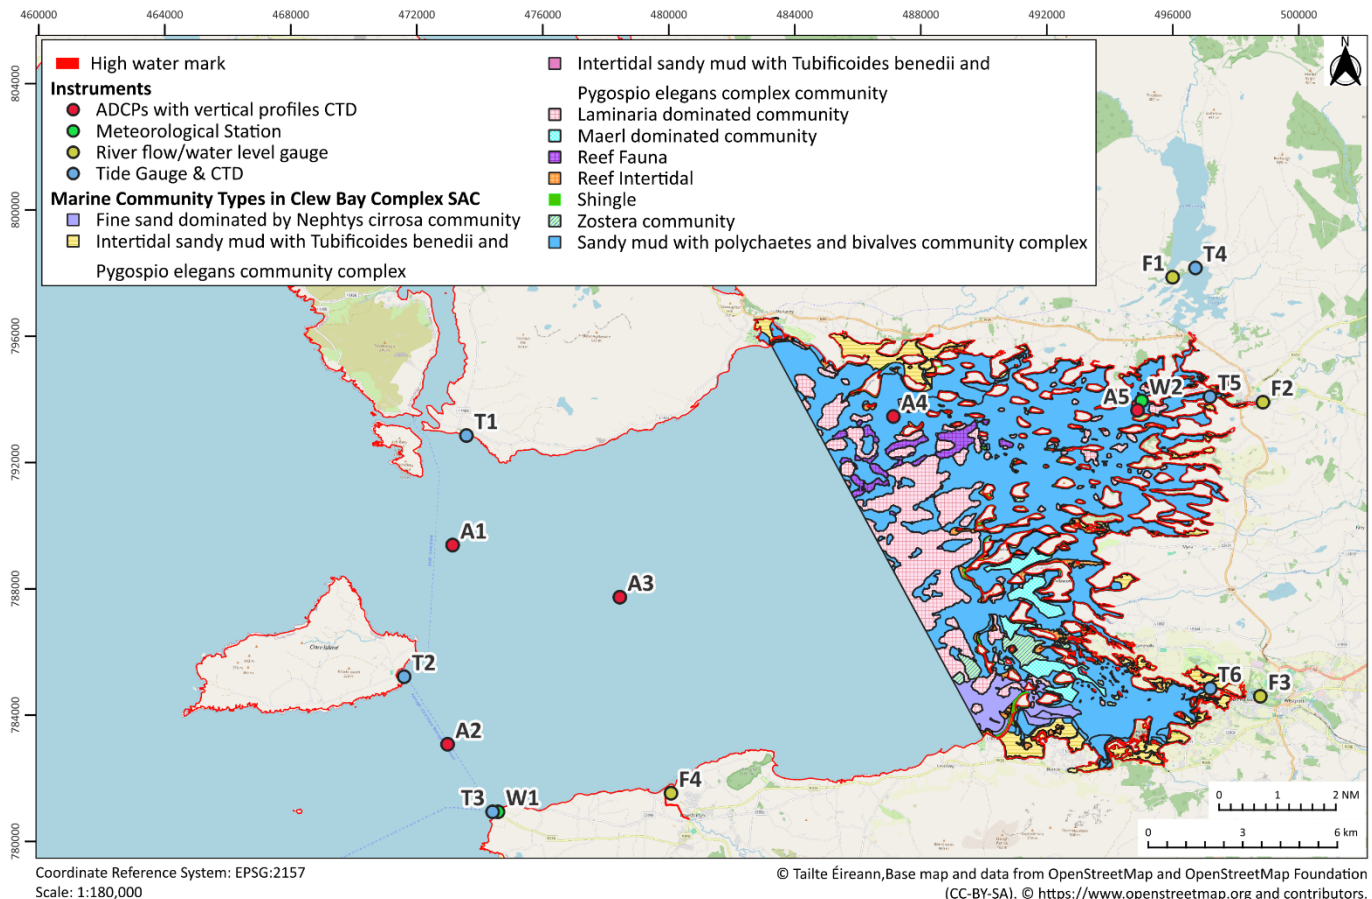 460000 464000 468000 472000 476000 480000 484000 488000 492000 496000 500000
804000
800000
796000
792000
788000
784000
780000
High water mark
Instruments
ADCPs with vertical profiles CTD
Meteorological Station
River flow/water level gauge
Tide Gauge & CTD
Marine Community Types in Clew Bay Complex SAC
Fine sand dominated by Nephtys cirrosa community
Intertidal sandy mud with Tubificoides benedii and
Pygospio elegans community complex
Intertidal sandy mud with Tubificoides benedii and
Pygospio elegans complex community
Laminaria dominated community
Maerl dominated community
Reef Fauna
Reef Intertidal
Shingle
Zostera community
Sandy mud with polychaetes and bivalves community complex
N
F1 T4
A5 W2 T5 F2
A4
T1
A1
A3
Clare Island
T2
T6 F3
A2
F4
T3 W1
0 1 2 NM
0 3 6 km
Coordinate Reference System: EPSG:2157
Scale: 1:180,000
© Tailte Éireann,Base map and data from OpenStreetMap and OpenStreetMap Foundation
(CC-BY-SA). © https://www.openstreetmap.org and contributors.